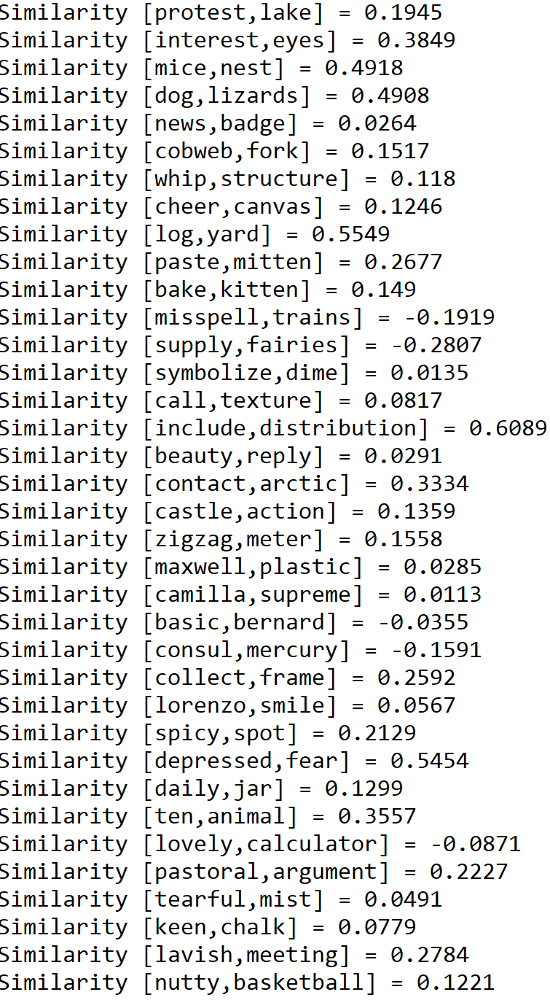 Similarity [protest,lake] = 0.1945
Similarity [interest,eyes] = 0.3849
Similarity [mice,nest] = 0.4918
Similarity [dog,lizards] = 0.4908
Similarity [news,badge] = 0.0264
Similarity [cobweb,fork] = 0.1517
Similarity [whip,structure] = 0.118
Similarity [cheer,canvas] = 0.1246
Similarity [log,yard] = 0.5549
Similarity [paste,mitten] = 0.2677
Similarity [bake,kitten] = 0.149
Similarity [misspell,trains] = -0.1919
Similarity [supply,fairies] = -0.2807
Similarity [symbolize,dime] = 0.0135
Similarity [call,texture] = 0.0817
Similarity [include,distribution] = 0.6089
Similarity [beauty,reply] = 0.0291
Similarity [contact,arctic] = 0.3334
Similarity [castle,action] = 0.1359
Similarity [zigzag,meter] = 0.1558
Similarity [maxwell,plastic] = 0.0285
Similarity [camilla,supreme] = 0.0113
Similarity [basic,bernard] = -0.0355
Similarity [consul,mercury] = -0.1591
Similarity [collect,frame] = 0.2592
Similarity [lorenzo,smile] = 0.0567
Similarity [spicy,spot] = 0.2129
Similarity [depressed,fear] = 0.5454
Similarity [daily,jar] = 0.1299
Similarity [ten,animal] = 0.3557
Similarity [lovely,calculator] = -0.0871
Similarity [pastoral,argument] = 0.2227
Similarity [tearful,mist] = 0.0491
Similarity [keen,chalk] = 0.0779
Similarity [lavish,meeting] = 0.2784
Similarity [nutty,basketball] = 0.1221